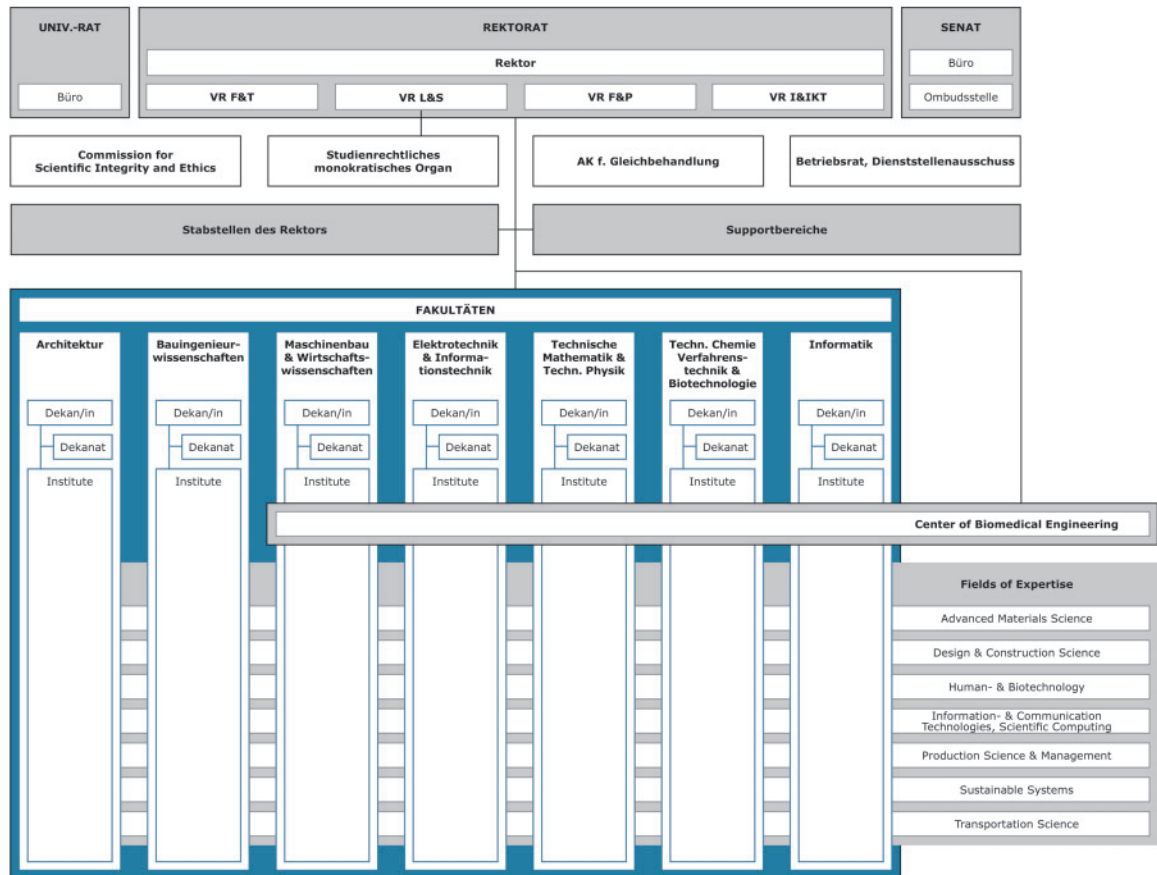 UNIV.-RAT
Büro
REKTORAT
Rektor
VR F&T
VR L&S
VR F&P
VR I&IKT
SENAT
Büro
Ombudsstelle
Commission for
Scientific Integrity and Ethics
Studienrechtliches
monokratisches Organ
AK f. Gleichbehandlung
Betriebsrat, Dienststellenausschuss
Stabstellen des Rektors
Supportbereiche
FAKULTÄTEN
Architektur
Dekan/in
Dekanat
Institute
Bauingenieur-
wissenschaften
Dekan/in
Dekanat
Institute
Maschinenbau
& Wirtschafts-
wissenschaften
Dekan/in
Dekanat
Institute
Elektrotechnik
& Informa-
tionstechnik
Dekan/in
Dekanat
Institute
Technische
Mathematik &
Techn. Physik
Dekan/in
Dekanat
Institute
Techn. Chemie
Verfahrens-
technik &
Biotechnologie
Dekan/in
Dekanat
Institute
Informatik
Dekan/in
Dekanat
Institute
Center of Biomedical Engineering
Fields of Expertise
Advanced Materials Science
Design & Construction Science
Human- & Biotechnology
Information- & Communication
Technologies, Scientific Computing
Production Science & Management
Sustainable Systems
Transportation Science